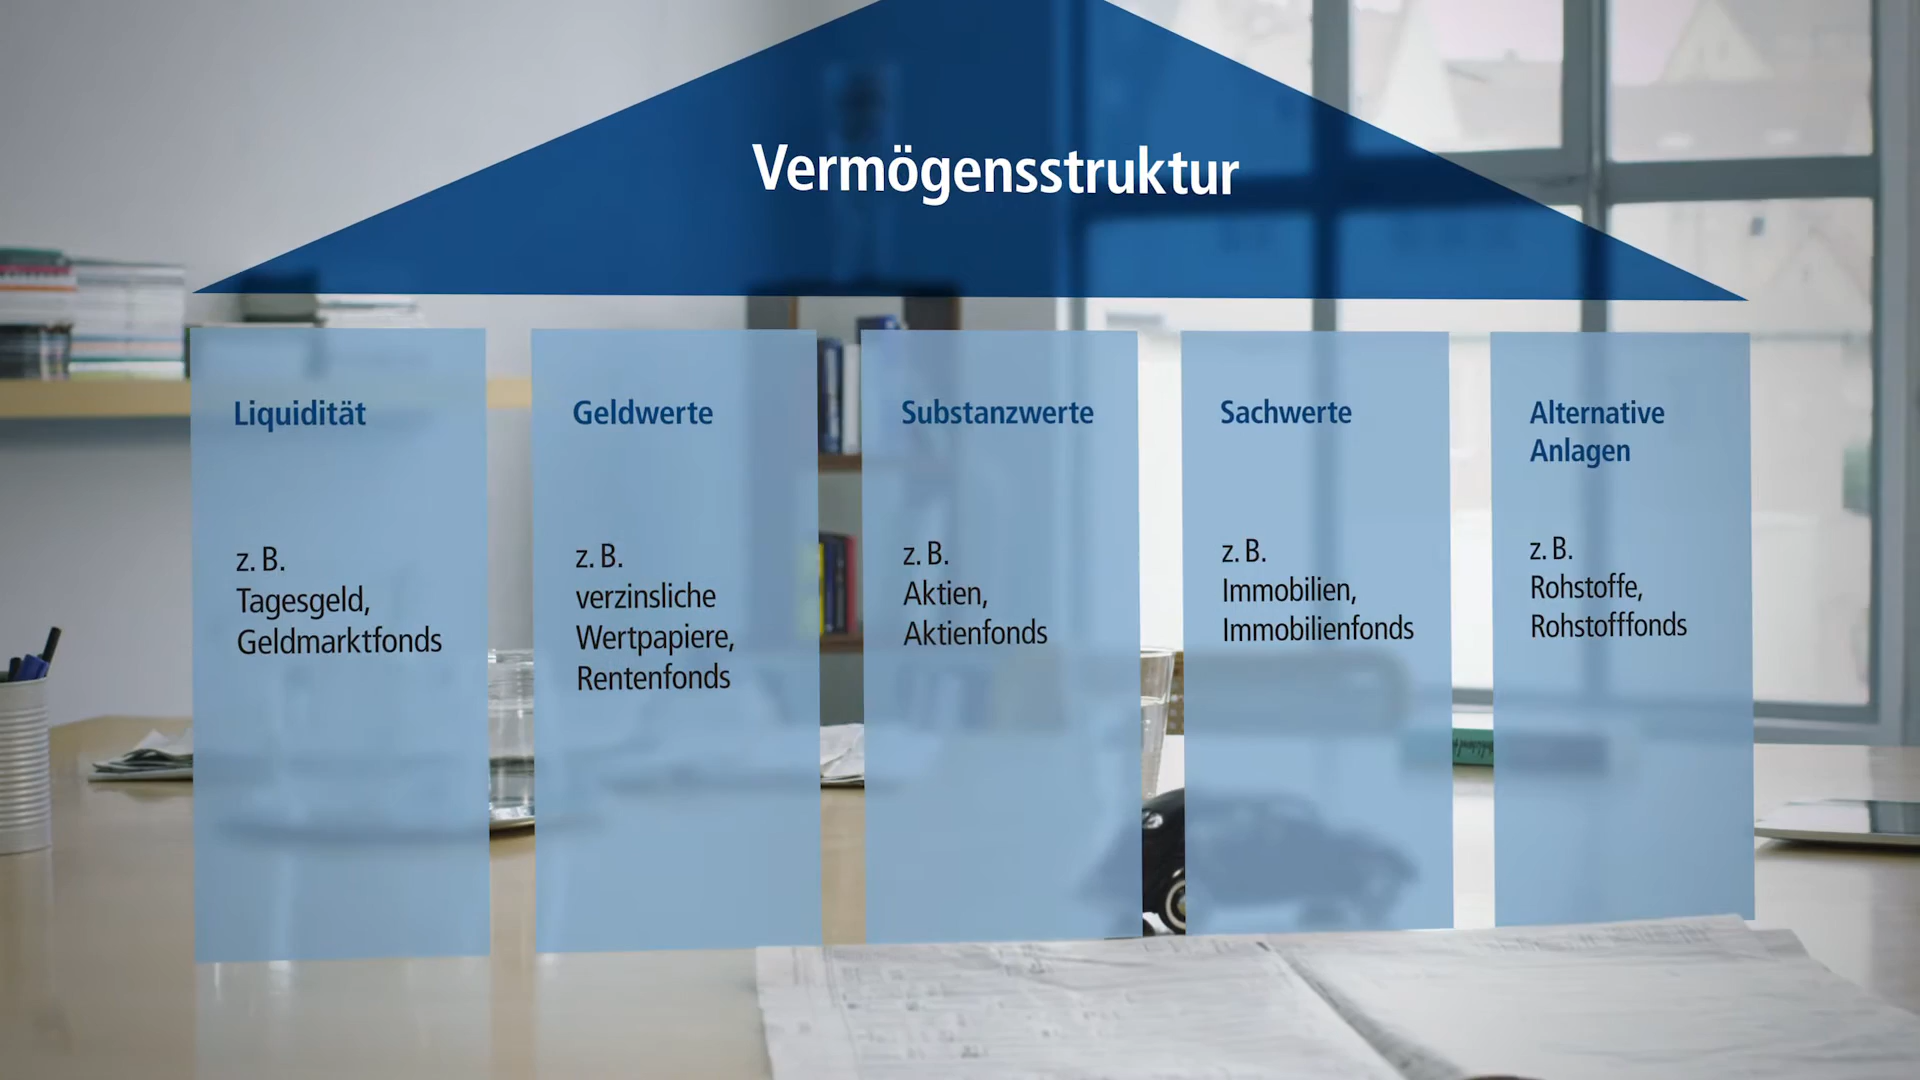 Vermögensstruktur
Liquidität
z. B.
Tagesgeld,
Geldmarktfonds
Geldwerte
z. B.
verzinsliche
Wertpapiere,
Rentenfonds
Substanzwerte
z. B.
Aktien,
Aktienfonds
Sachwerte
z. B.
Immobilien,
Immobilienfonds
Alternative
Anlagen
z. B.
Rohstoffe,
Rohstofffonds